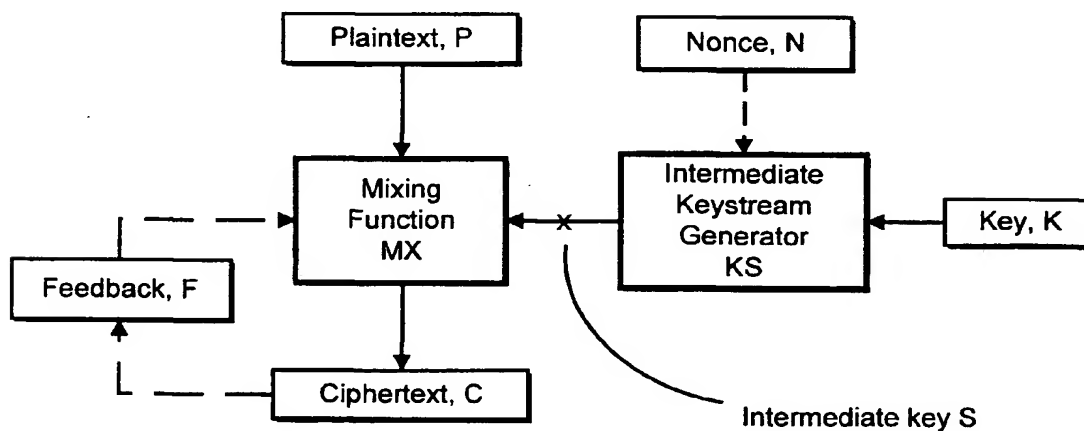 Plaintext, P
Nonce, N
Mixing
Function
MX
Intermediate
Keystream
Generator
KS
Key, K
Feedback, F
Ciphertext, C
Intermediate key S